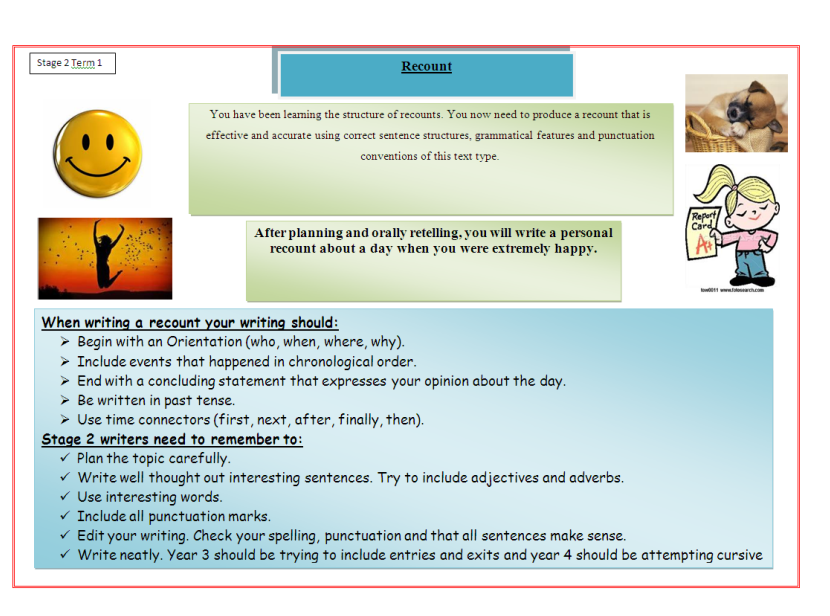 Stage 2 Term 1
Recount
You have been learning the structure of recounts. You now need to produce a recount that is
effective and accurate using correct sentence structures, grammatical features and punctuation
conventions of this text type.
Report
Card
A+
After planning and orally retelling, you will write a personal
recount about a day when you were extremely happy.
tow0011 www.fotosearch.com
When writing a recount your writing should:
➢ Begin with an Orientation (who, when, where, why).
➢ Include events that happened in chronological order.
➢ End with a concluding statement that expresses your opinion about the day.
➢ Be written in past tense.
➢ Use time connectors (first, next, after, finally, then).
Stage 2 writers need to remember to:
✓ Plan the topic carefully.
✓ Write well thought out interesting sentences. Try to include adjectives and adverbs.
✓ Use interesting words.
✓ Include all punctuation marks.
✓ Edit your writing. Check your spelling, punctuation and that all sentences make sense.
✓ Write neatly. Year 3 should be trying to include entries and exits and year 4 should be attempting cursive